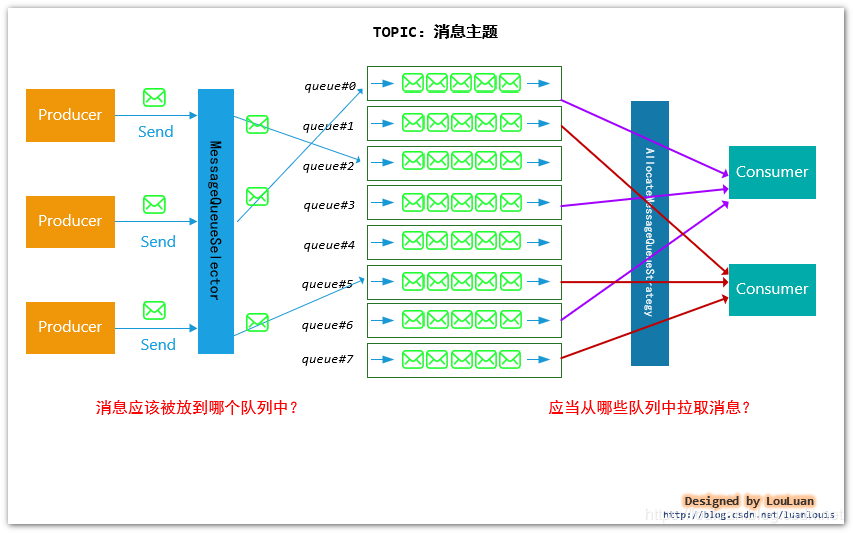 TOPIC: 消息主题
Producer
Send
Producer
Send
Producer
Send
MessageQueueSelector
queue#0
queue#1
queue#2
queue#3
queue#4
queue#5
queue#6
queue#7
AllocateMessageQueueStrategy
Consumer
Consumer
消息应该被放到哪个队列中?
应当从哪些队列中拉取消息?
Designed by LouLuan
http://blog.csdn.net/luanlouis